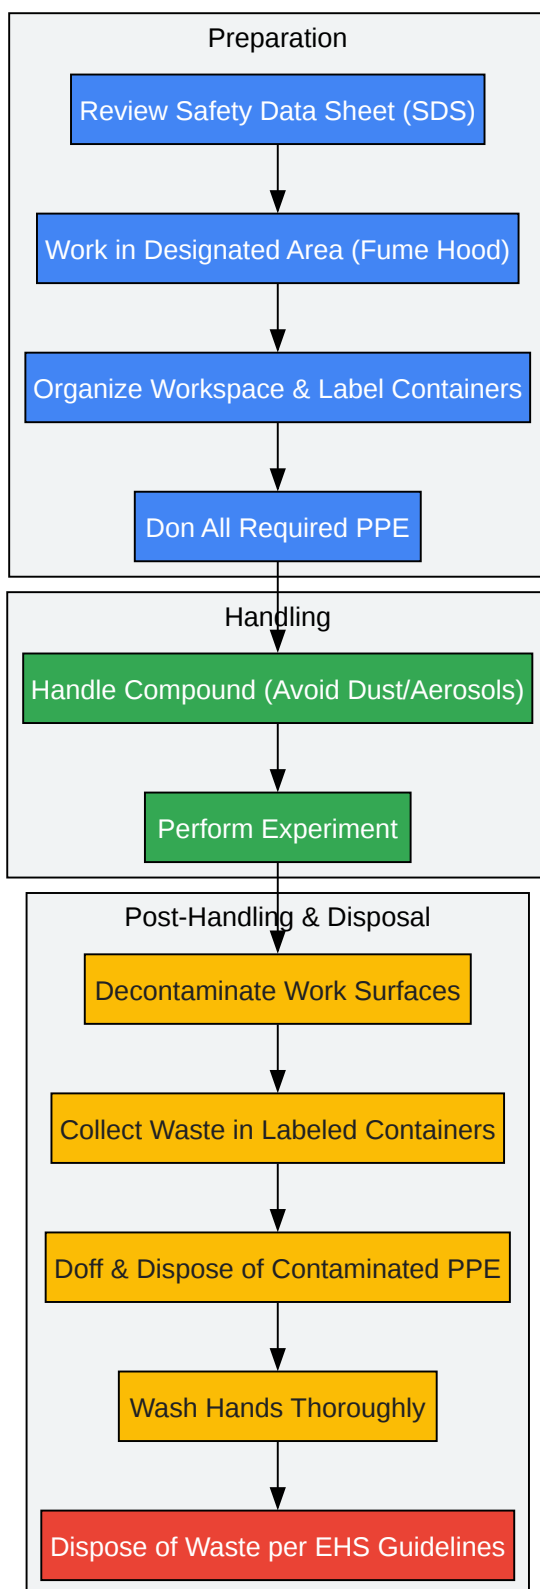 Preparation
Review Safety Data Sheet (SDS)
Work in Designated Area (Fume Hood)
Organize Workspace & Label Containers
Don All Required PPE
Handling
Handle Compound (Avoid Dust/Aerosols)
Perform Experiment
Post-Handling & Disposal
Decontaminate Work Surfaces
Collect Waste in Labeled Containers
Doff & Dispose of Contaminated PPE
Wash Hands Thoroughly
Dispose of Waste per EHS Guidelines